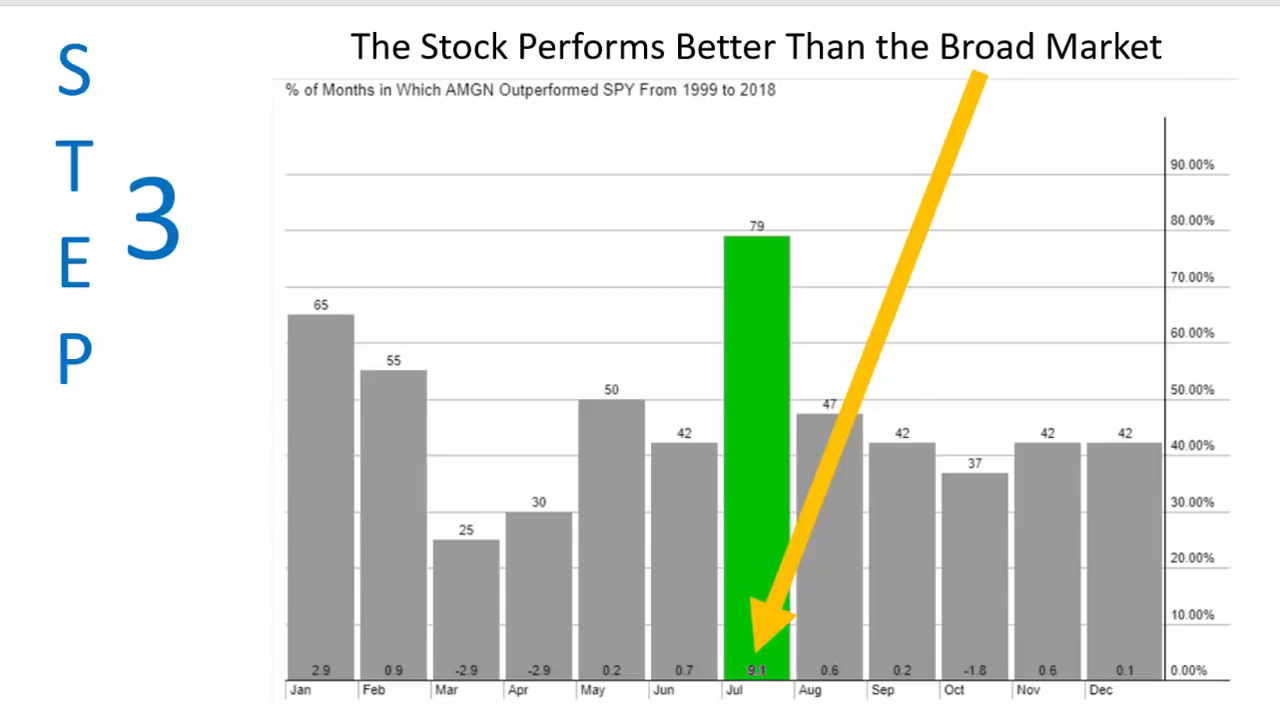 STEP
3
The Stock Performs Better Than the Broad Market
% of Months in Which AMGN Outperformed SPY From 1999 to 2018
90.00%
80.00%
70.00%
60.00%
50.00%
40.00%
30.00%
20.00%
10.00%
0.00%
65 55 25 30 50 42 79 47 42 37 42 42
2.9 0.9 -2.9 -2.9 0.2 0.7 9.1 0.6 0.2 -1.8 0.6 0.1
Jan Feb Mar Apr May Jun Jul Aug Sep Oct Nov Dec